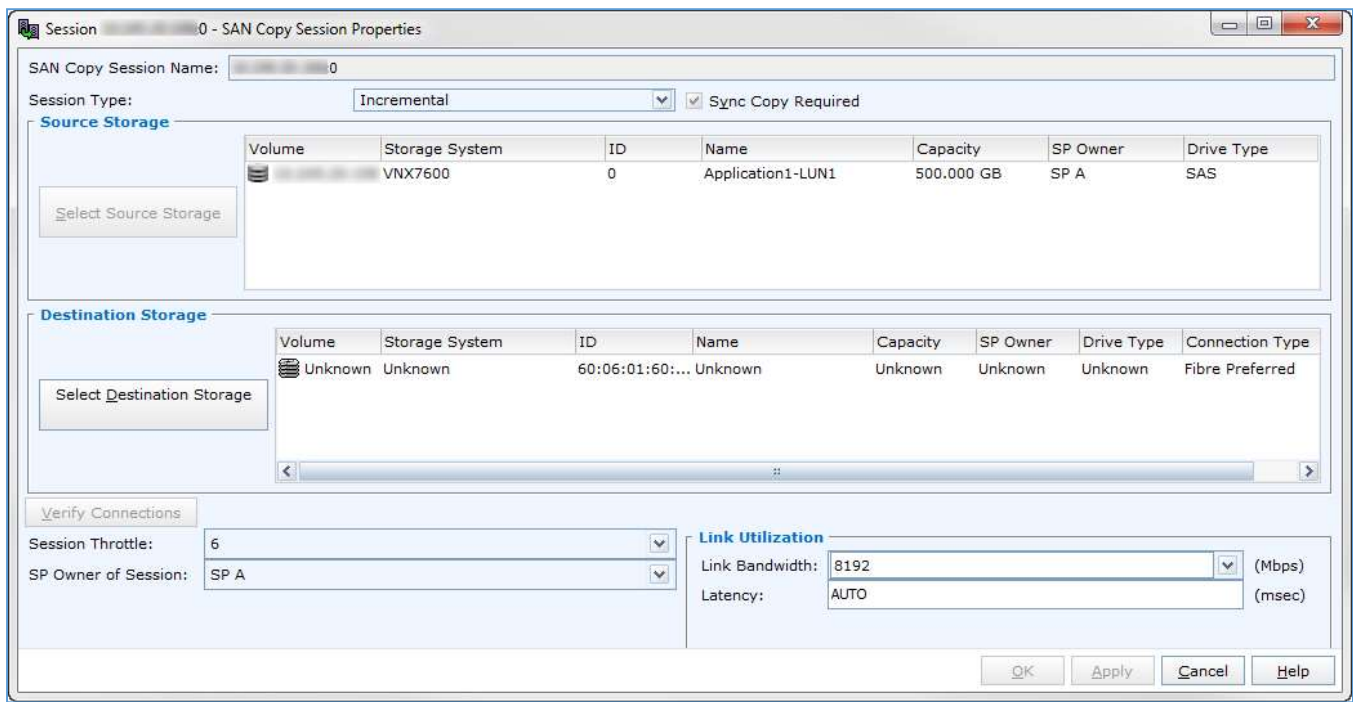 Session 0 - SAN Copy Session Properties
SAN Copy Session Name: 0
Session Type: Incremental Sync Copy Required
Source Storage
Volume Storage System ID Name Capacity SP Owner Drive Type
VNX7600 0 Application1-LUN1 500.000 GB SP A SAS
Select Source Storage
Destination Storage
Volume Storage System ID Name Capacity SP Owner Drive Type Connection Type
Unknown Unknown 60:06:01:60:... Unknown Unknown Unknown Unknown Fibre Preferred
Select Destination Storage
Verify Connections
Session Throttle: 6
SP Owner of Session: SP A
Link Utilization
Link Bandwidth: 8192 (Mbps)
Latency: AUTO (msec)
OK Apply Cancel Help